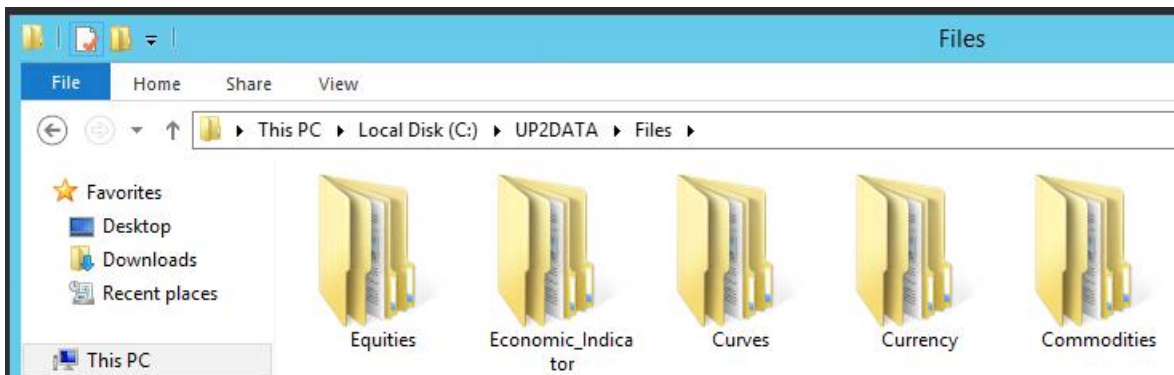 Files
File Home Share View
This PC Local Disk (C:) UP2DATA Files
Favorites
Desktop
Downloads
Recent places
This PC
Equities
Economic_Indica
tor
Curves
Currency
Commodities